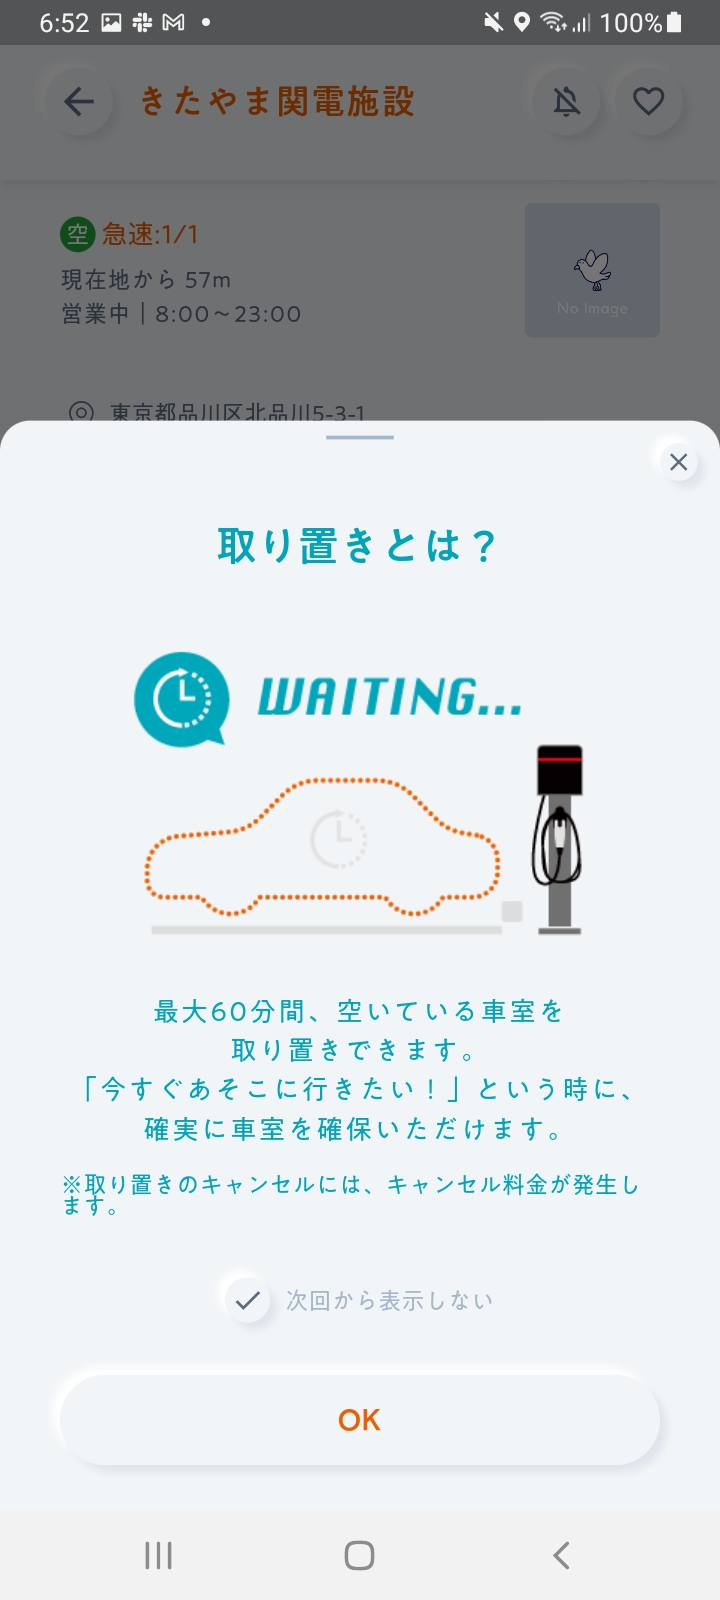 6:52
100%
きたやま関電施設
空 急速:1/1
現在地から 57m
営業中｜8:00〜23:00
No Image
東京都品川区北品川5-3-1
取り置きとは？
WAITING...
最大60分間、空いている車室を
取り置きできます。
「今すぐあそこに行きたい！」という時に、
確実に車室を確保いただけます。
※取り置きのキャンセルには、キャンセル料金が発生し
ます。
次回から表示しない
OK